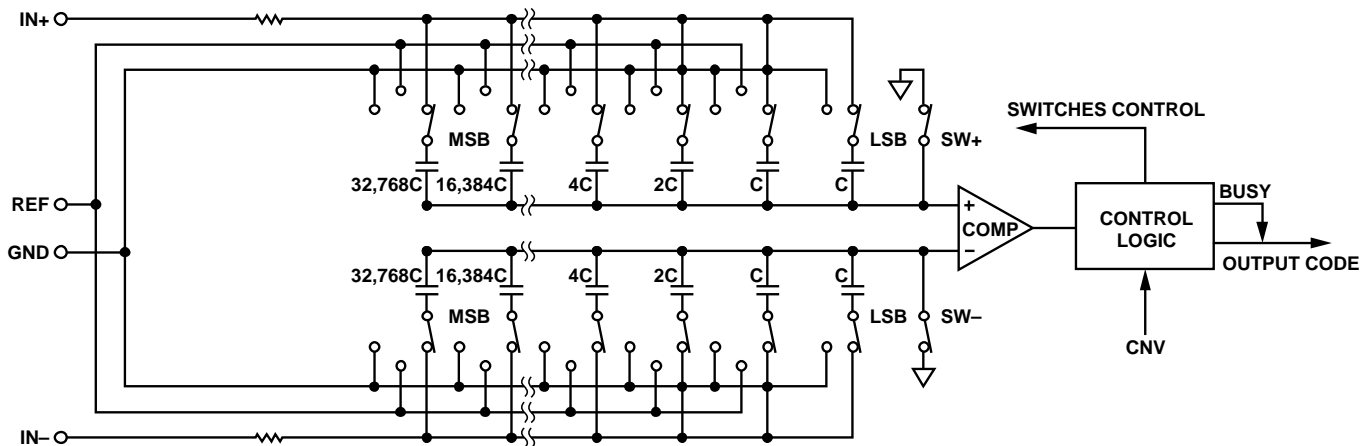 IN+
SWITCHES CONTROL
MSB
LSB
SW+
32,768C 16,384C 4C 2C C C
BUSY
REF
+
COMP
CONTROL
LOGIC
GND
−
OUTPUT CODE
32,768C 16,384C 4C 2C C C
MSB
LSB
SW–
CNV
IN–